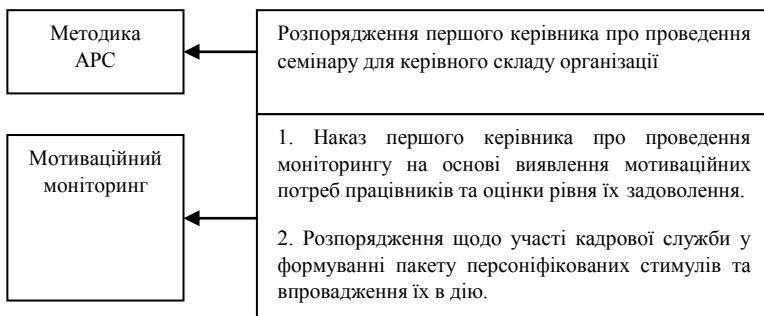 Методика
АРС
Розпорядження першого керівника про проведення
семінару для керівного складу організації
Мотиваційний
моніторинг
1. Наказ першого керівника про проведення
моніторингу на основі виявлення мотиваційних
потреб працівників та оцінки рівня їх задоволення.
2. Розпорядження щодо участі кадрової служби у
формуванні пакету персоніфікованих стимулів та
впровадження їх в дію.